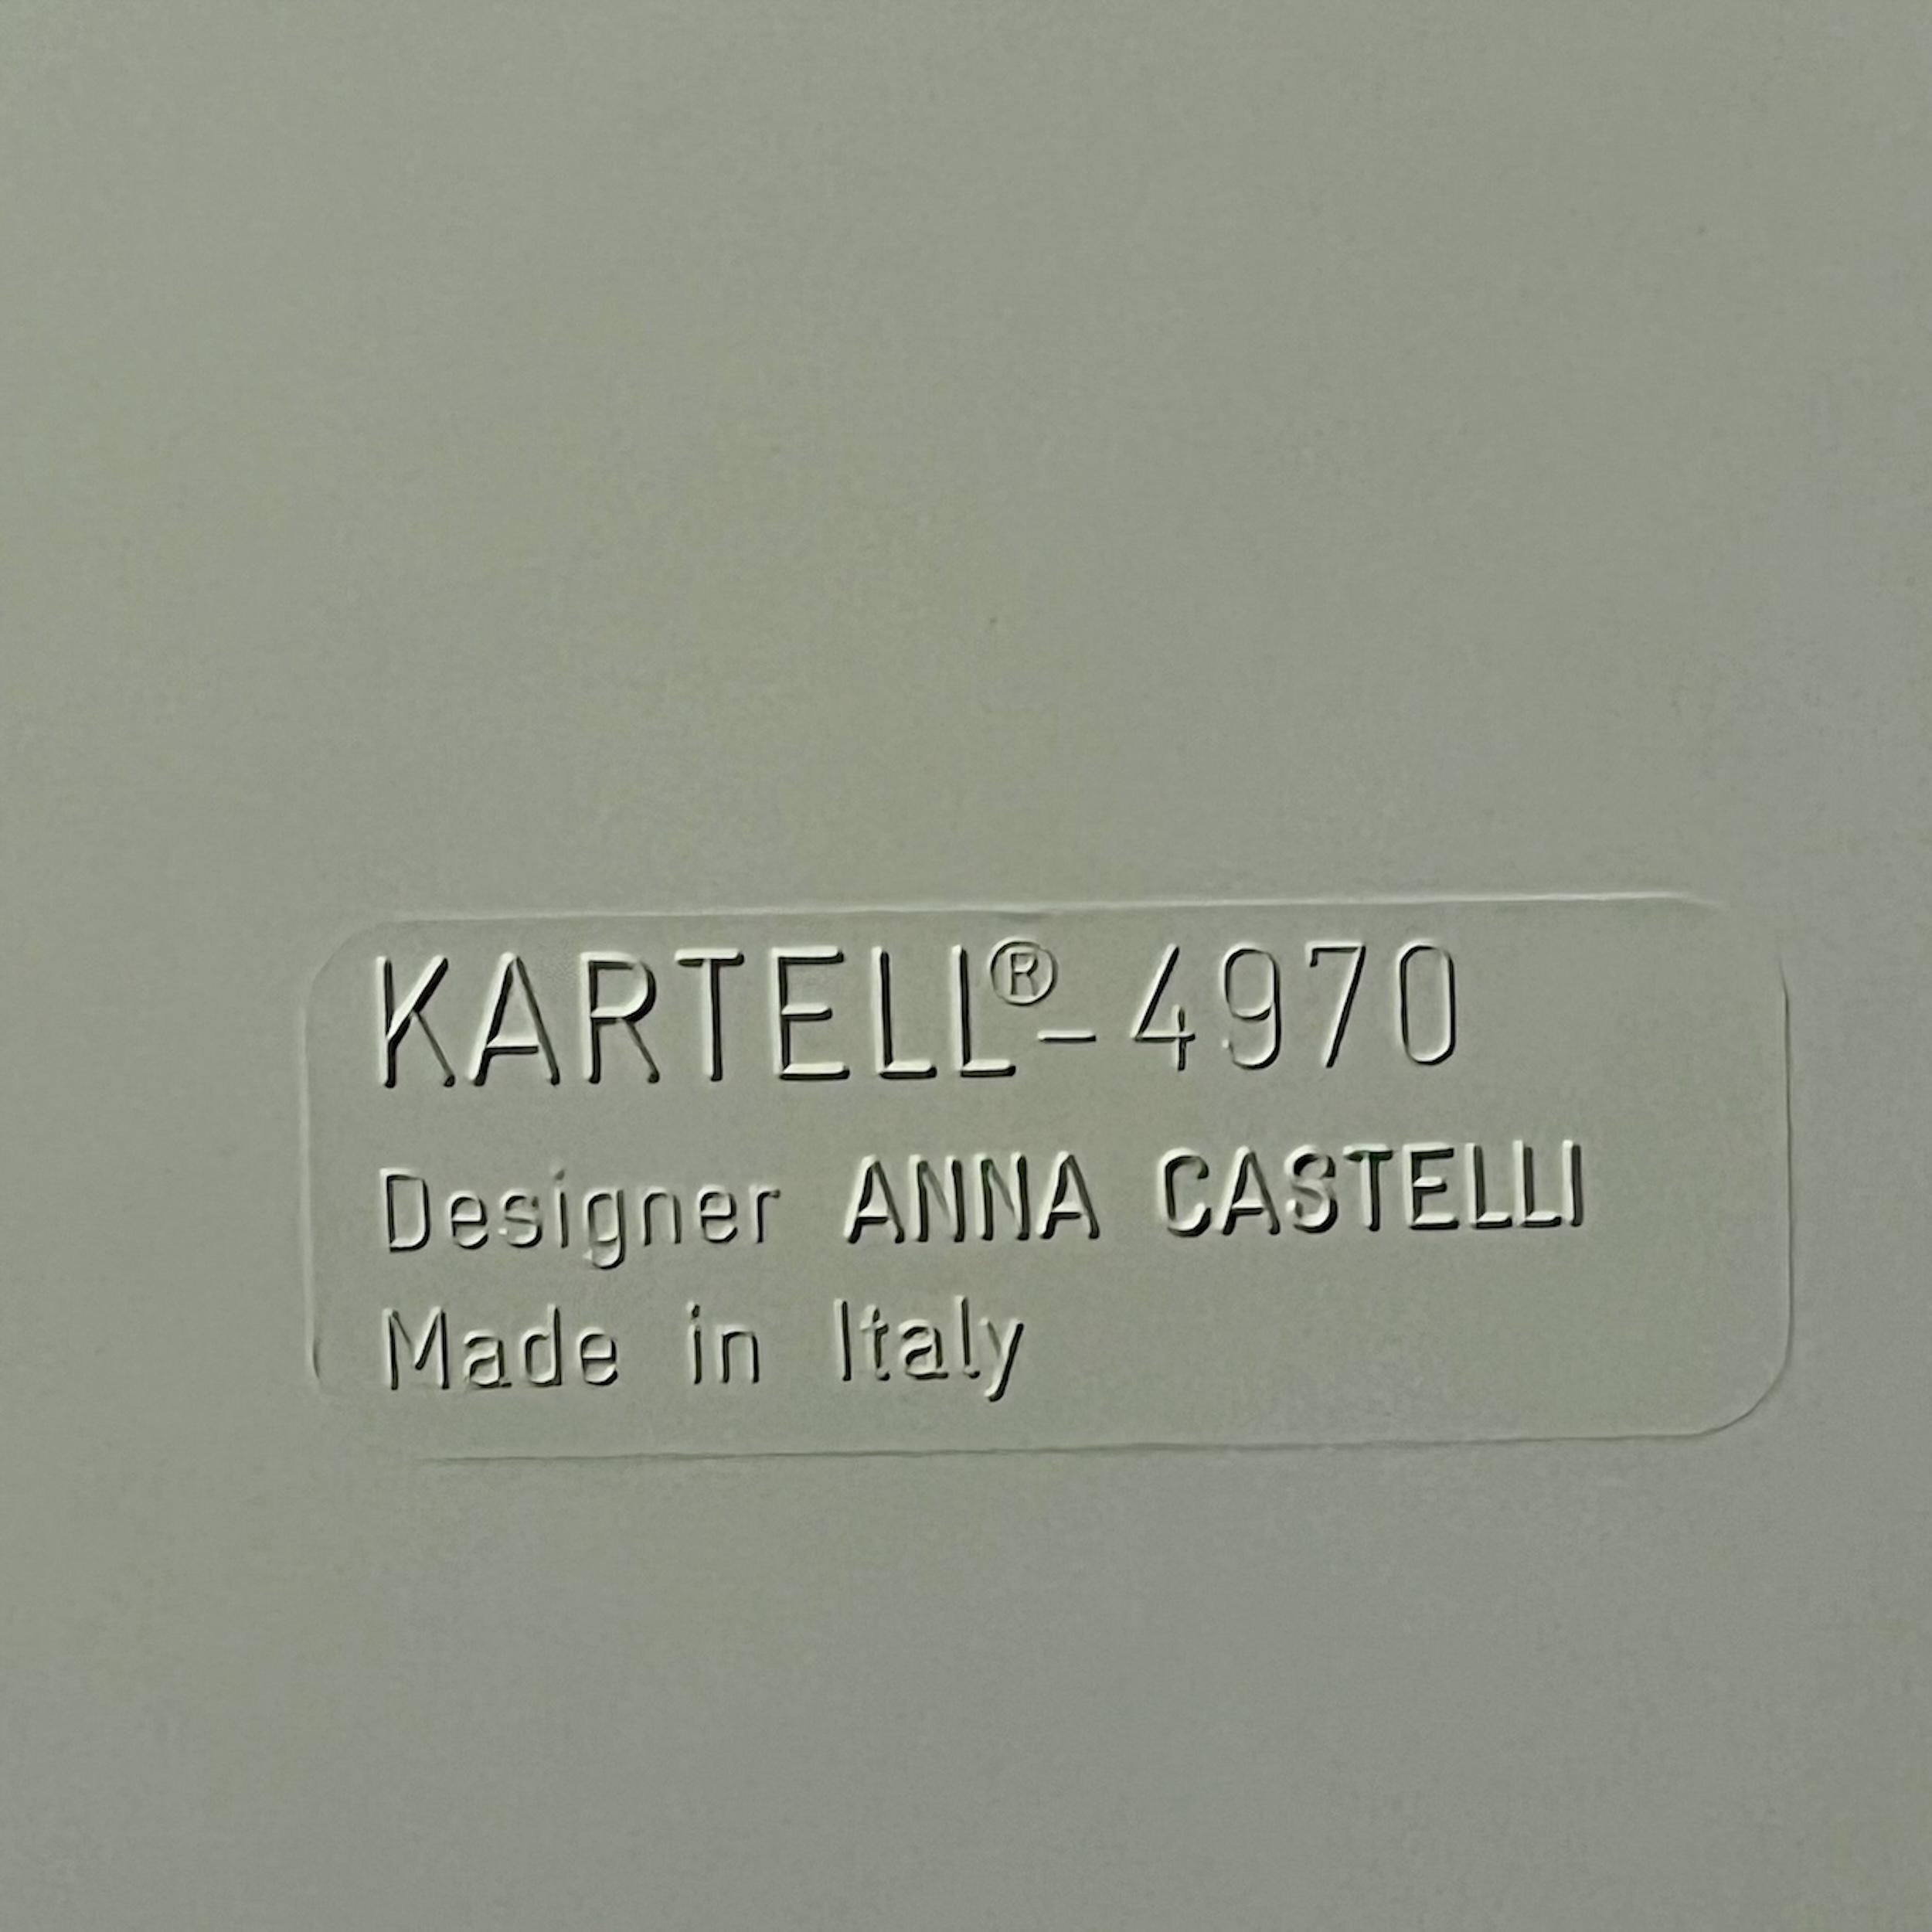 KARTELL®-4970
Designer ANNA CASTELLI
Made in Italy